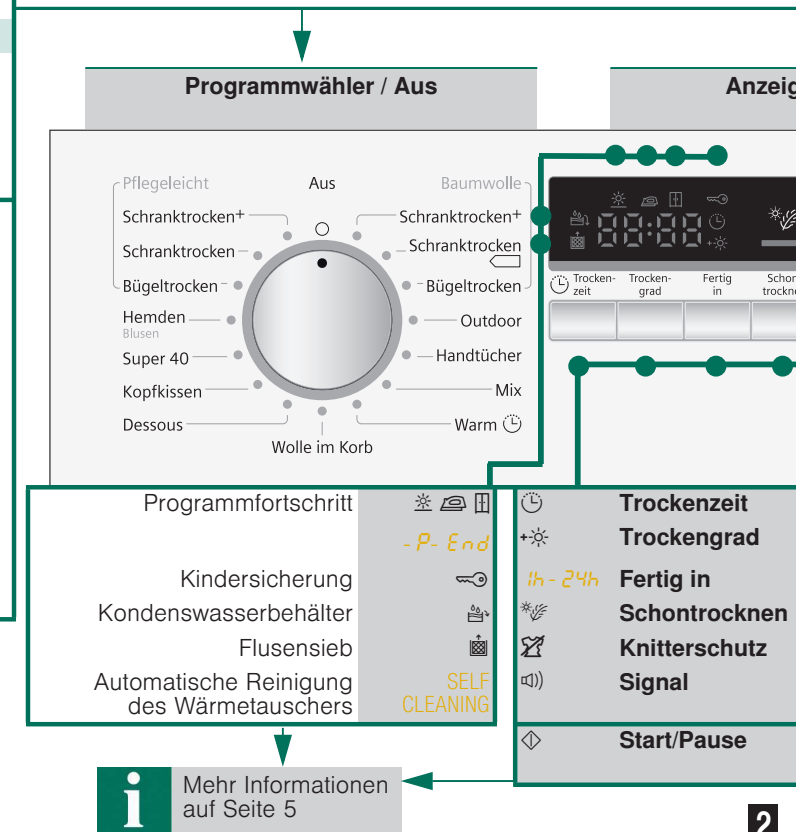 Programmwähler / Aus
Anzeig
Pflegeleicht
Aus
Baumwolle
Schranktrocken+
Schranktrocken
Bügeltrocken
Hemden
Blusen
Super 40
Kopfkissen
Dessous
Wolle im Korb
Schranktrocken+
Schranktrocken
Bügeltrocken
Outdoor
Handtücher
Mix
Warm
88:88
Trocken-
zeit
Trocken-
grad
Fertig
in
Schon
trockne
Programmfortschritt
-P- End
Kindersicherung
Kondenswasserbehälter
Flusensieb
Automatische Reinigung
des Wärmetauschers
SELF
CLEANING
Trockenzeit
Trockengrad
1h - 24h Fertig in
Schontrocknen
Knitterschutz
Signal
Start/Pause
i
Mehr Informationen
auf Seite 5
2